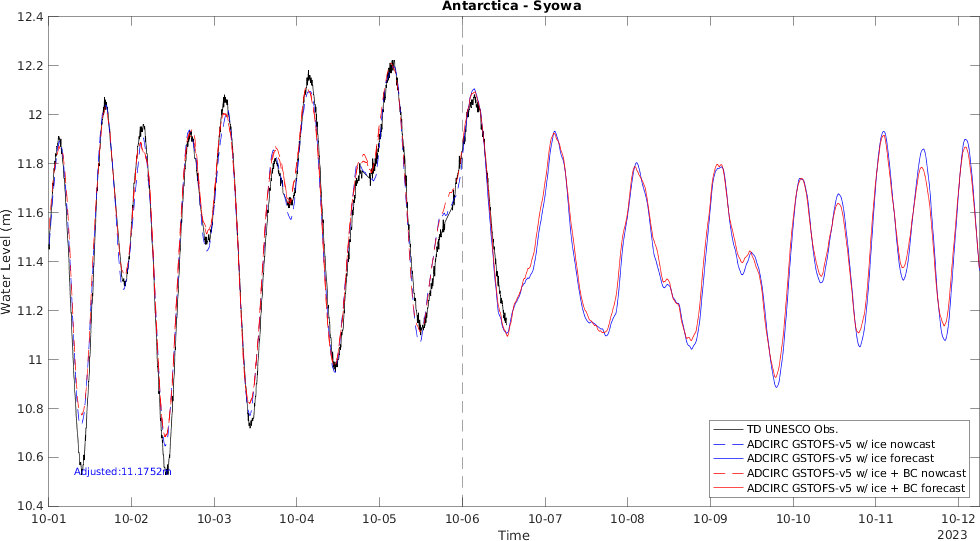 Antarctica - Syowa
12.4
12.2
12
11.8
11.6
11.4
11.2
11
10.8
10.6
10.4
Water Level (m)
Adjusted:11.1752m
TD UNESCO Obs.
ADCIRC GSTOFS-v5 w/ ice nowcast
ADCIRC GSTOFS-v5 w/ ice forecast
ADCIRC GSTOFS-v5 w/ ice + BC nowcast
ADCIRC GSTOFS-v5 w/ ice + BC forecast
10-01 10-02 10-03 10-04 10-05 10-06 10-07 10-08 10-09 10-10 10-11 10-12
Time
2023